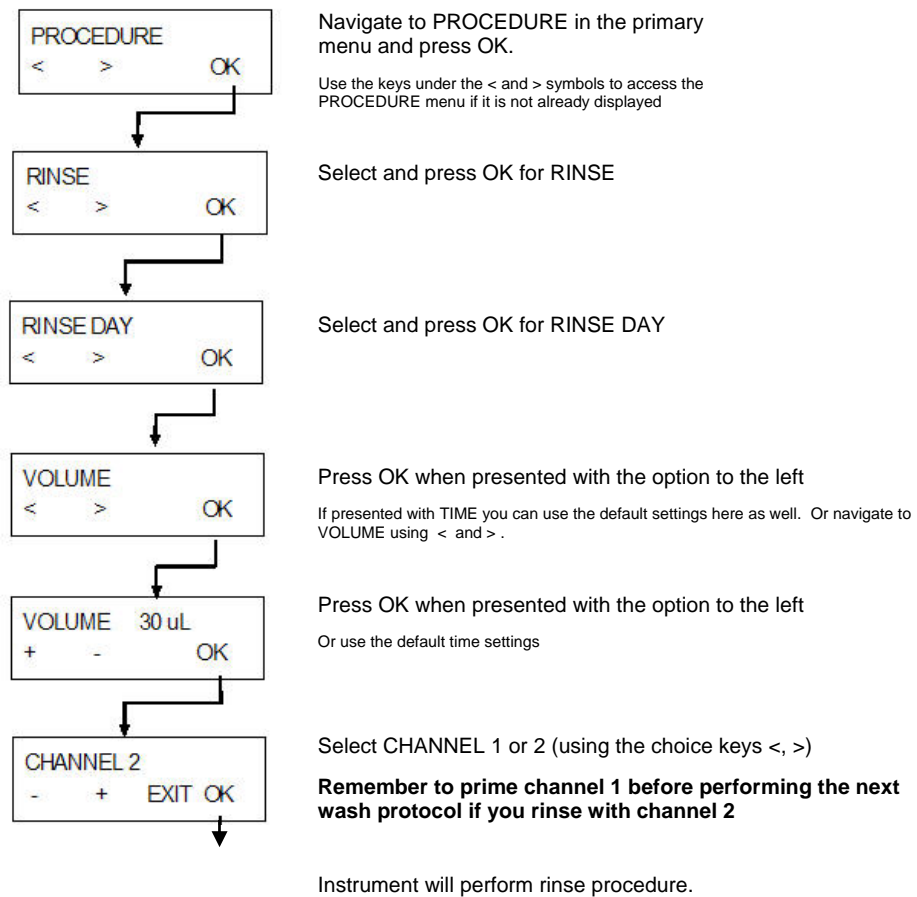 PROCEDURE
< > OK
Navigate to PROCEDURE in the primary
menu and press OK.
Use the keys under the < and > symbols to access the
PROCEDURE menu if it is not already displayed
RINSE
< > OK
Select and press OK for RINSE
RINSE DAY
< > OK
Select and press OK for RINSE DAY
VOLUME
< > OK
Press OK when presented with the option to the left
If presented with TIME you can use the default settings here as well. Or navigate to
VOLUME using < and > .
VOLUME 30 uL
+ - OK
Press OK when presented with the option to the left
Or use the default time settings
CHANNEL 2
- + EXIT OK
Select CHANNEL 1 or 2 (using the choice keys <, >)
Remember to prime channel 1 before performing the next
wash protocol if you rinse with channel 2
Instrument will perform rinse procedure.